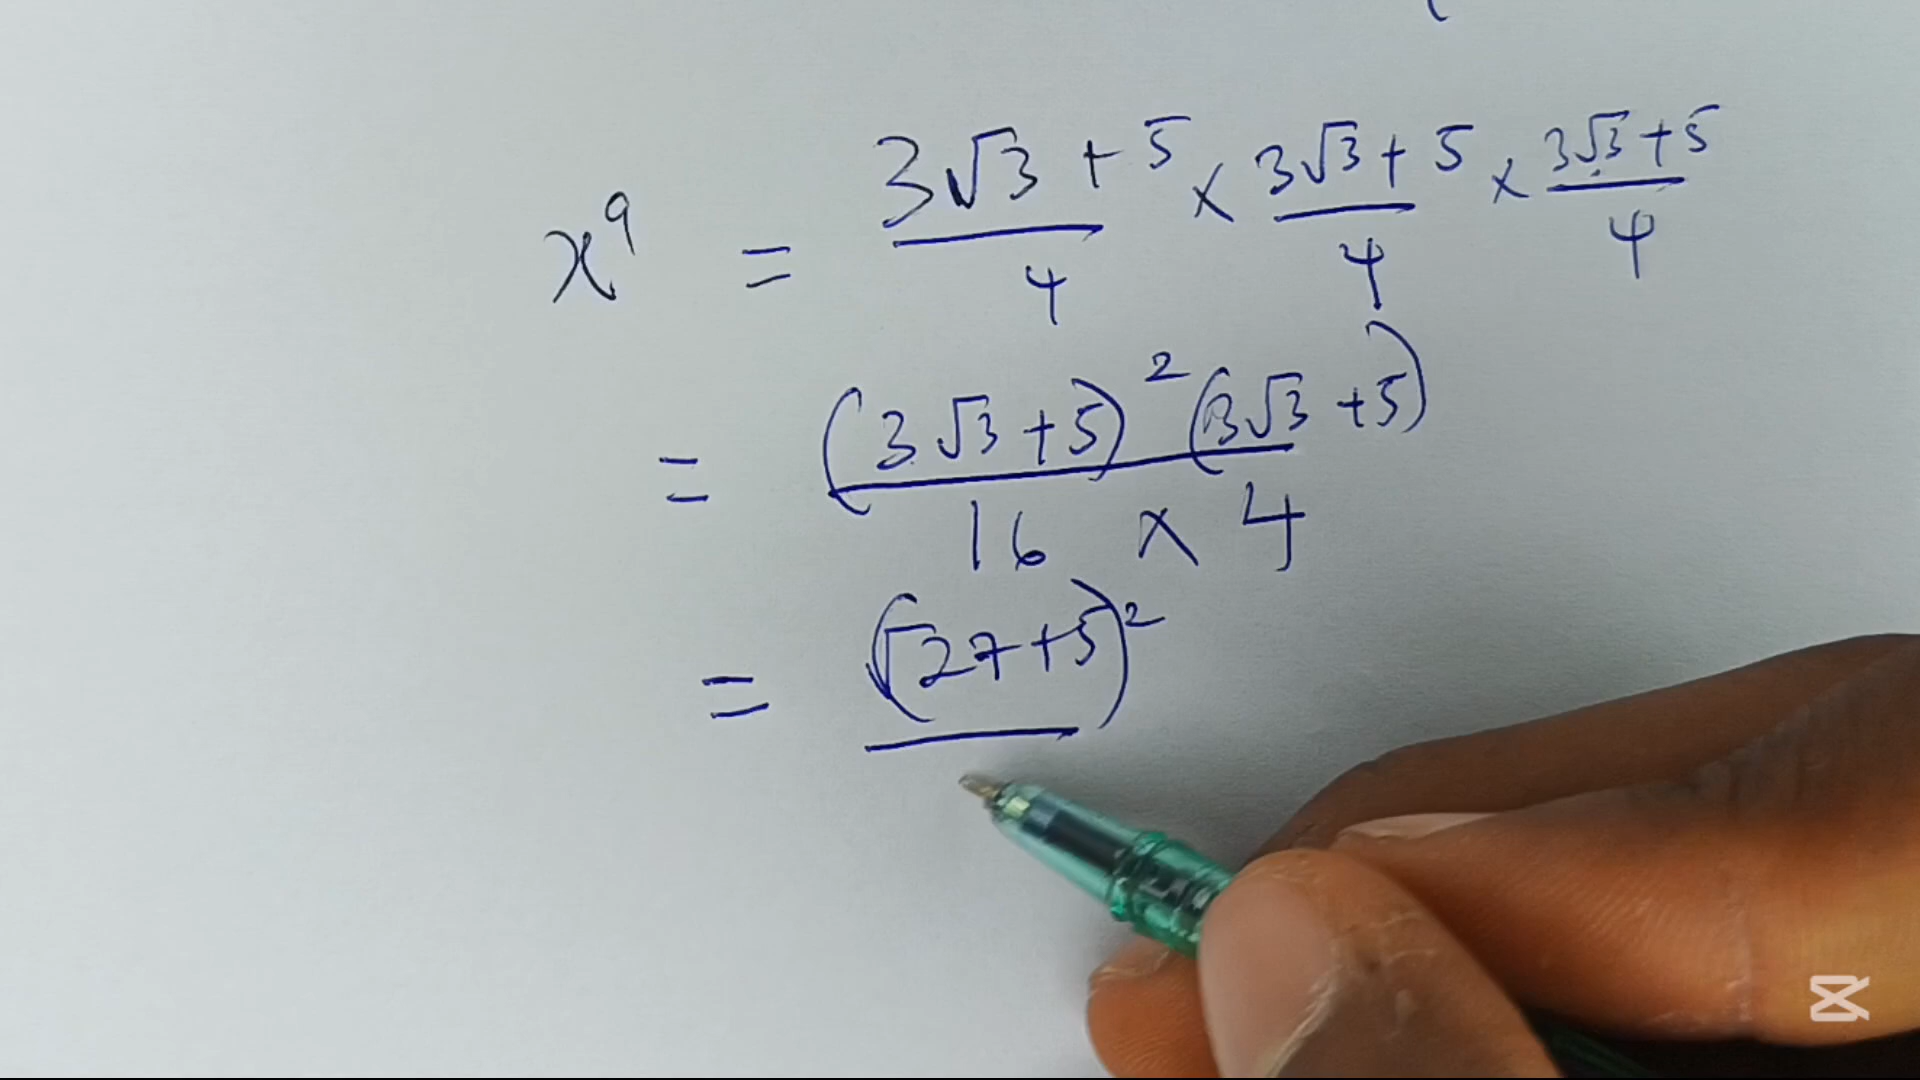 x⁹ = (3√3 + 5)/4 × (3√3 + 5)/4 × (3√3 + 5)/4
= (3√3 + 5)² (3√3 + 5) / 16 × 4
= (√27 + 5)² /